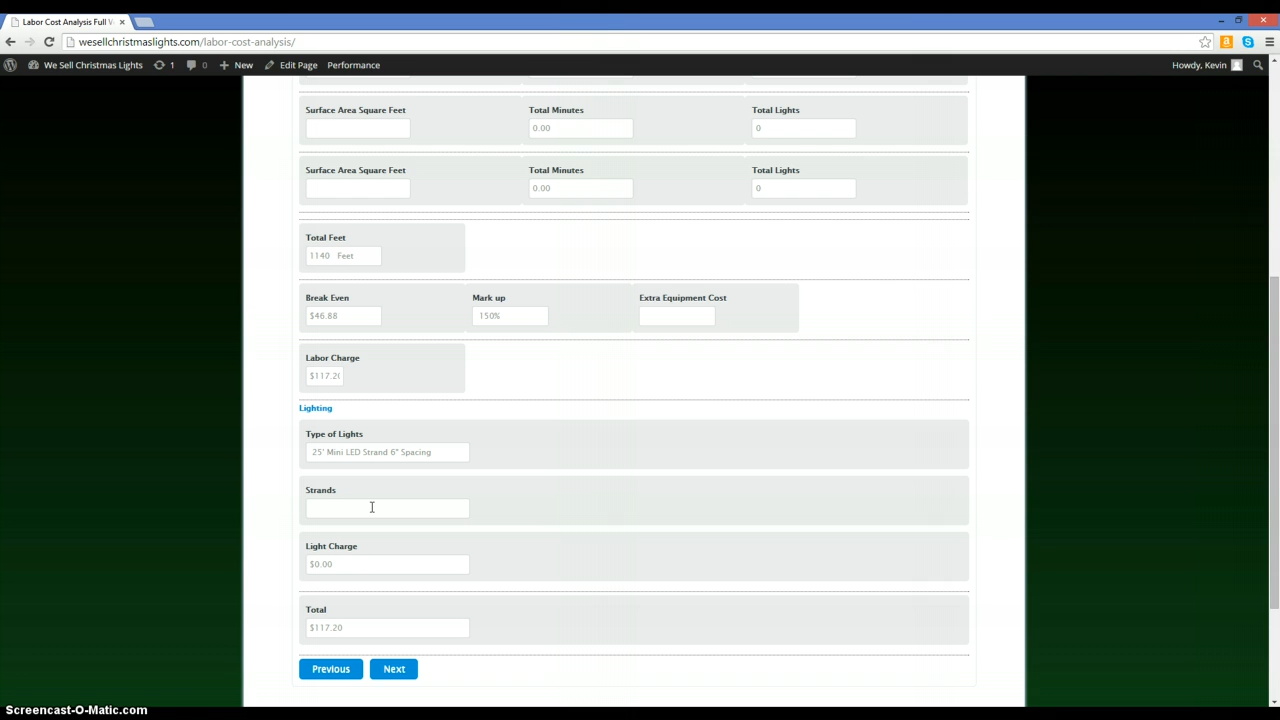 Labor Cost Analysis Full V
wesellchristmaslights.com/labor-cost-analysis/
We Sell Christmas Lights 1 0 New Edit Page Performance Howdy, Kevin
Surface Area Square Feet Total Minutes Total Lights
0.00 0
Surface Area Square Feet Total Minutes Total Lights
0.00 0
Total Feet
1140 Feet
Break Even Mark up Extra Equipment Cost
$46.88 150%
Labor Charge
$117.20
Lighting
Type of Lights
25' Mini LED Strand 6" Spacing
Strands
Light Charge
$0.00
Total
$117.20
Previous Next
Screencast-O-Matic.com